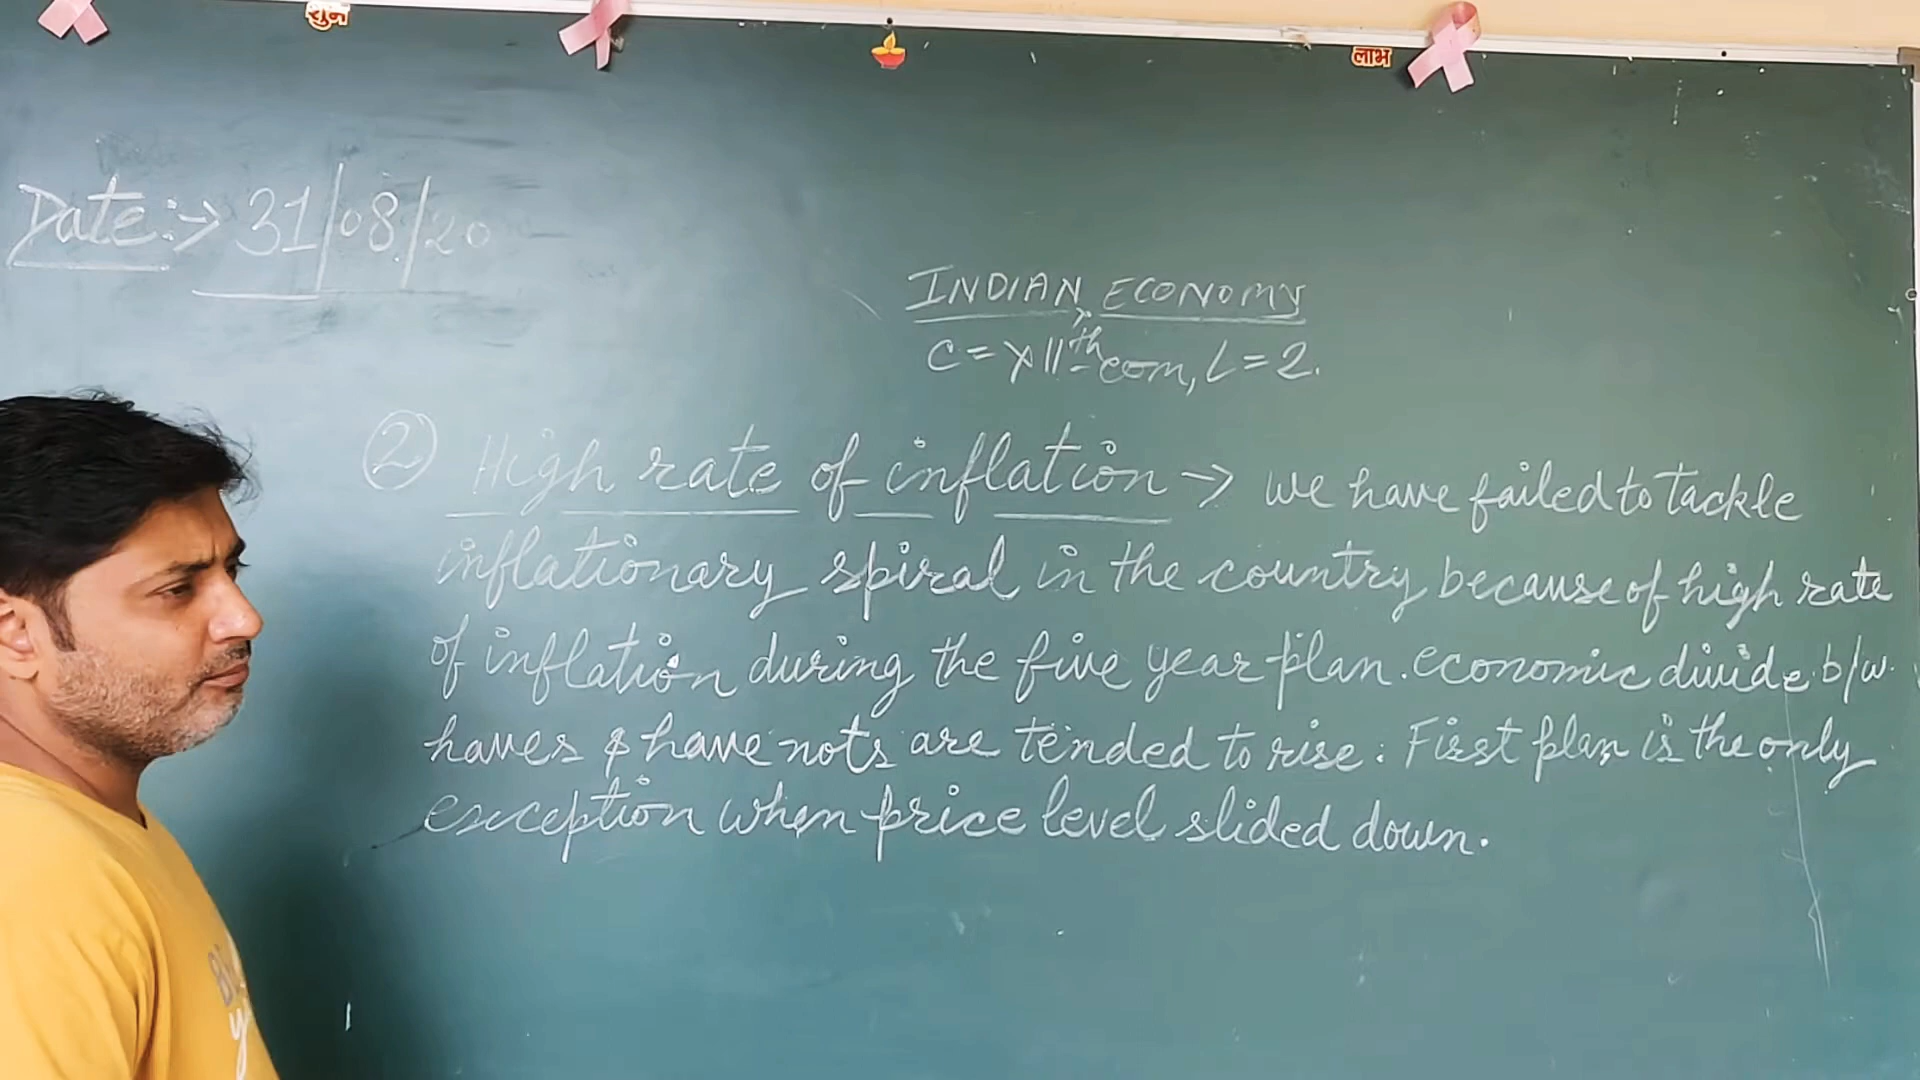 शुभ
लाभ
Date:-> 31/08/20
INDIAN ECONOMY
C = XIIth com, L = 2.
② High rate of inflation -> we have failed to tackle
inflationary spiral in the country because of high rate
of inflation during the five year plan. economic divide b/w.
haves & have nots are tended to rise. First plan is the only
exception when price level slided down.